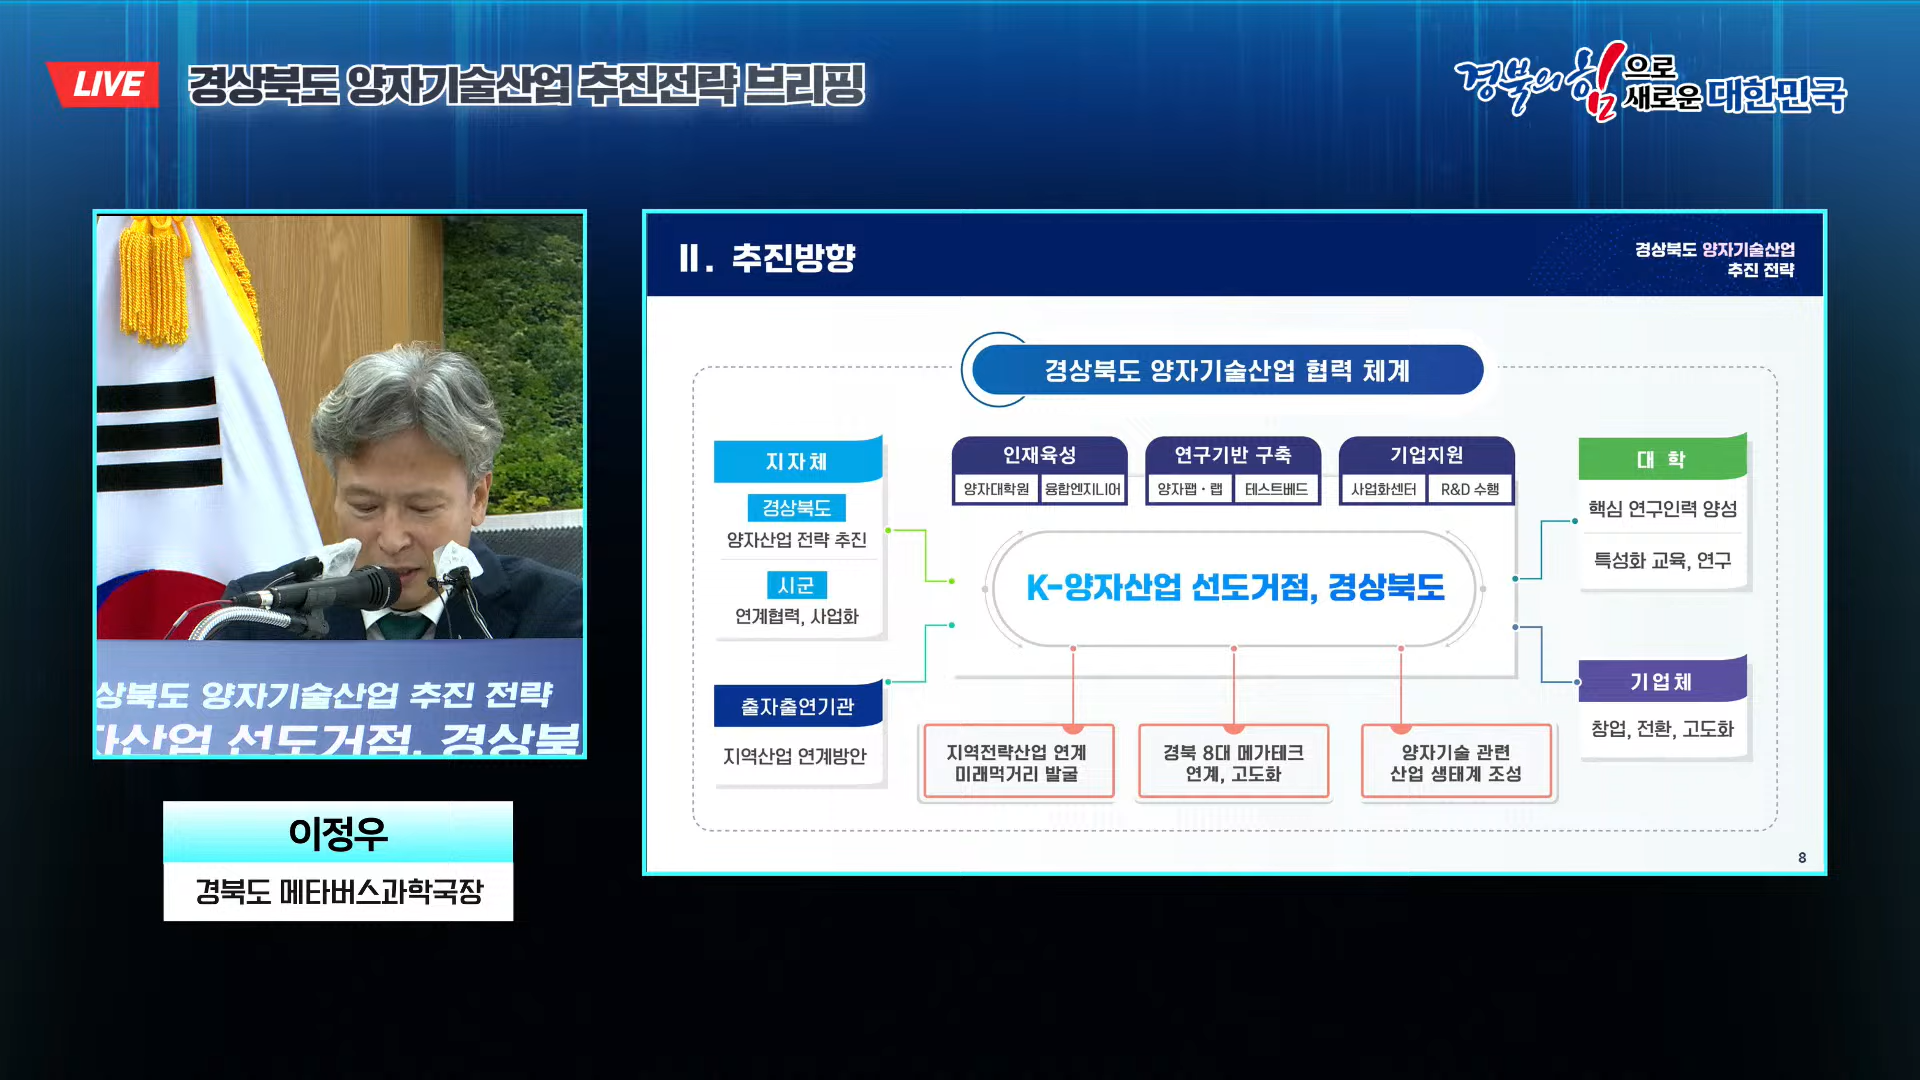 LIVE
경상북도 양자기술산업 추진전략 브리핑
경북의 힘!으로
새로운 대한민국
상북도 양자기술산업 추진 전략
자산업 선도거점, 경상북
이정우
경북도 메타버스과학국장
Ⅱ. 추진방향
경상북도 양자기술산업
추진 전략
경상북도 양자기술산업 협력 체계
지자체
경상북도
양자산업 전략 추진
시군
연계협력, 사업화
출자출연기관
지역산업 연계방안
인재육성
양자대학원 융합엔지니어
연구기반 구축
양자팹·랩 테스트베드
기업지원
사업화센터 R&D 수행
K-양자산업 선도거점, 경상북도
지역전략산업 연계
미래먹거리 발굴
경북 8대 메가테크
연계, 고도화
양자기술 관련
산업 생태계 조성
대 학
핵심 연구인력 양성
특성화 교육, 연구
기업체
창업, 전환, 고도화
8